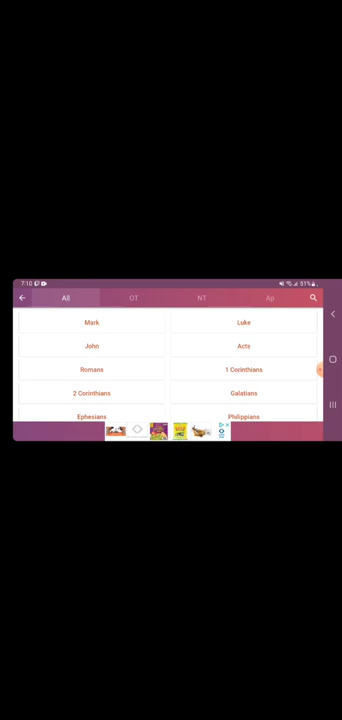 7:10 51%
All OT NT Ap
Mark Luke
John Acts
Romans 1 Corinthians
2 Corinthians Galatians
Ephesians Philippians